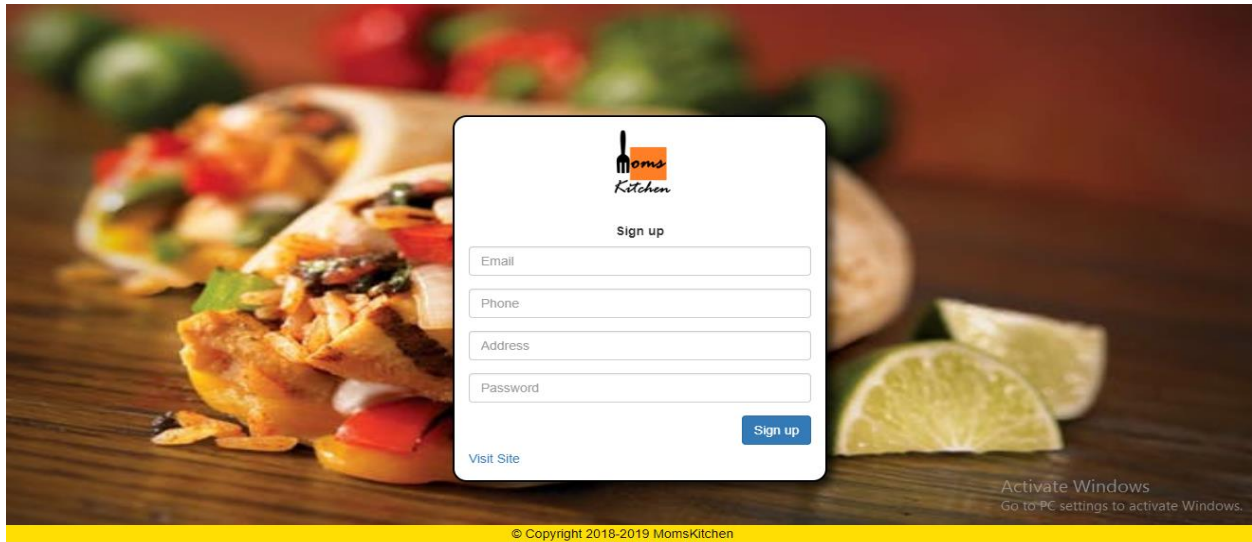 moms
Kitchen
Sign up
Email
Phone
Address
Password
Sign up
Visit Site
Activate Windows
Go to PC settings to activate Windows.
© Copyright 2018-2019 MomsKitchen